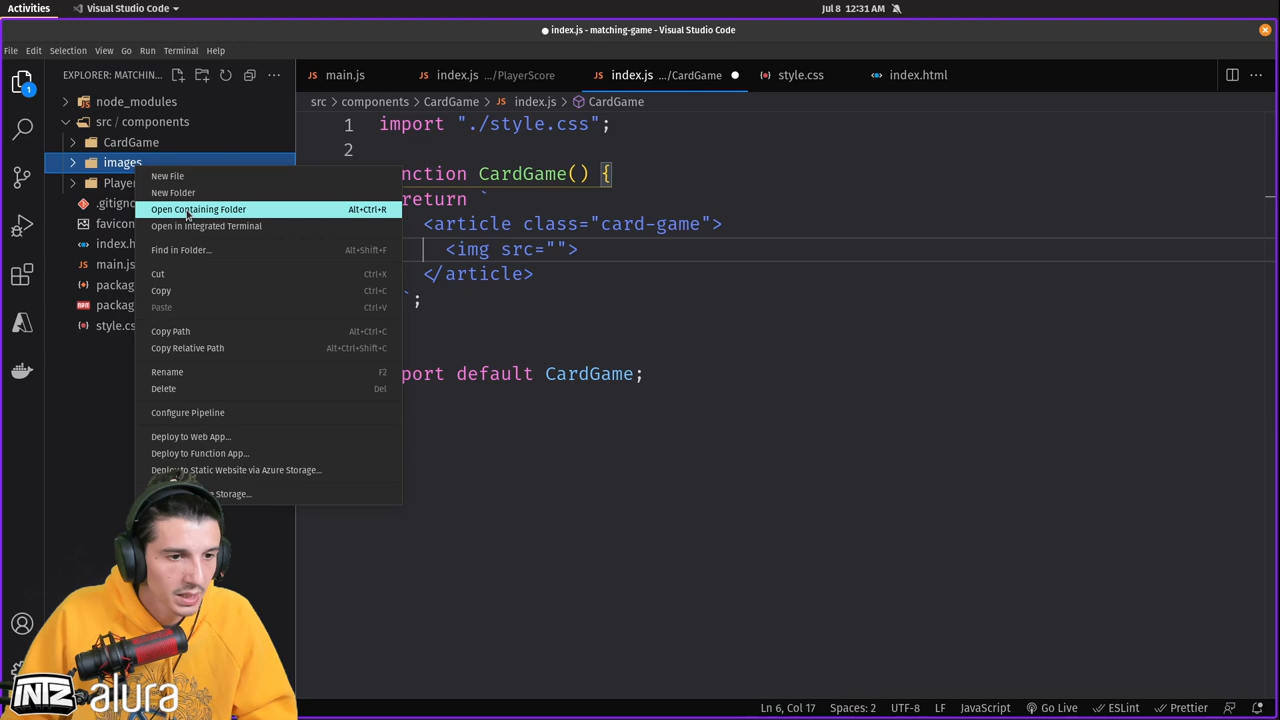 Activities
Visual Studio Code
Jul 8 12:31 AM
index.js - matching-game - Visual Studio Code
File Edit Selection View Go Run Terminal Help
EXPLORER: MATCHIN...
main.js
index.js .../PlayerScore
index.js .../CardGame
style.css
index.html
1
node_modules
src / components
CardGame
images
Player
.gitigno
favicon
index.h
main.js
packag
packag
style.cs
src > components > CardGame > index.js > CardGame
1 import "./style.css";
2
nction CardGame() {
return `
<article class="card-game">
<img src="">
</article>
`;
port default CardGame;
New File
New Folder
Open Containing Folder Alt+Ctrl+R
Open in Integrated Terminal
Find in Folder... Alt+Shift+F
Cut Ctrl+X
Copy Ctrl+C
Paste Ctrl+V
Copy Path Alt+Ctrl+C
Copy Relative Path Alt+Ctrl+Shift+C
Rename F2
Delete Del
Configure Pipeline
Deploy to Web App...
Deploy to Function App...
Deploy to Static Website via Azure Storage...
Storage...
INTZ alura
Ln 6, Col 17 Spaces: 2 UTF-8 LF JavaScript Go Live ESLint Prettier